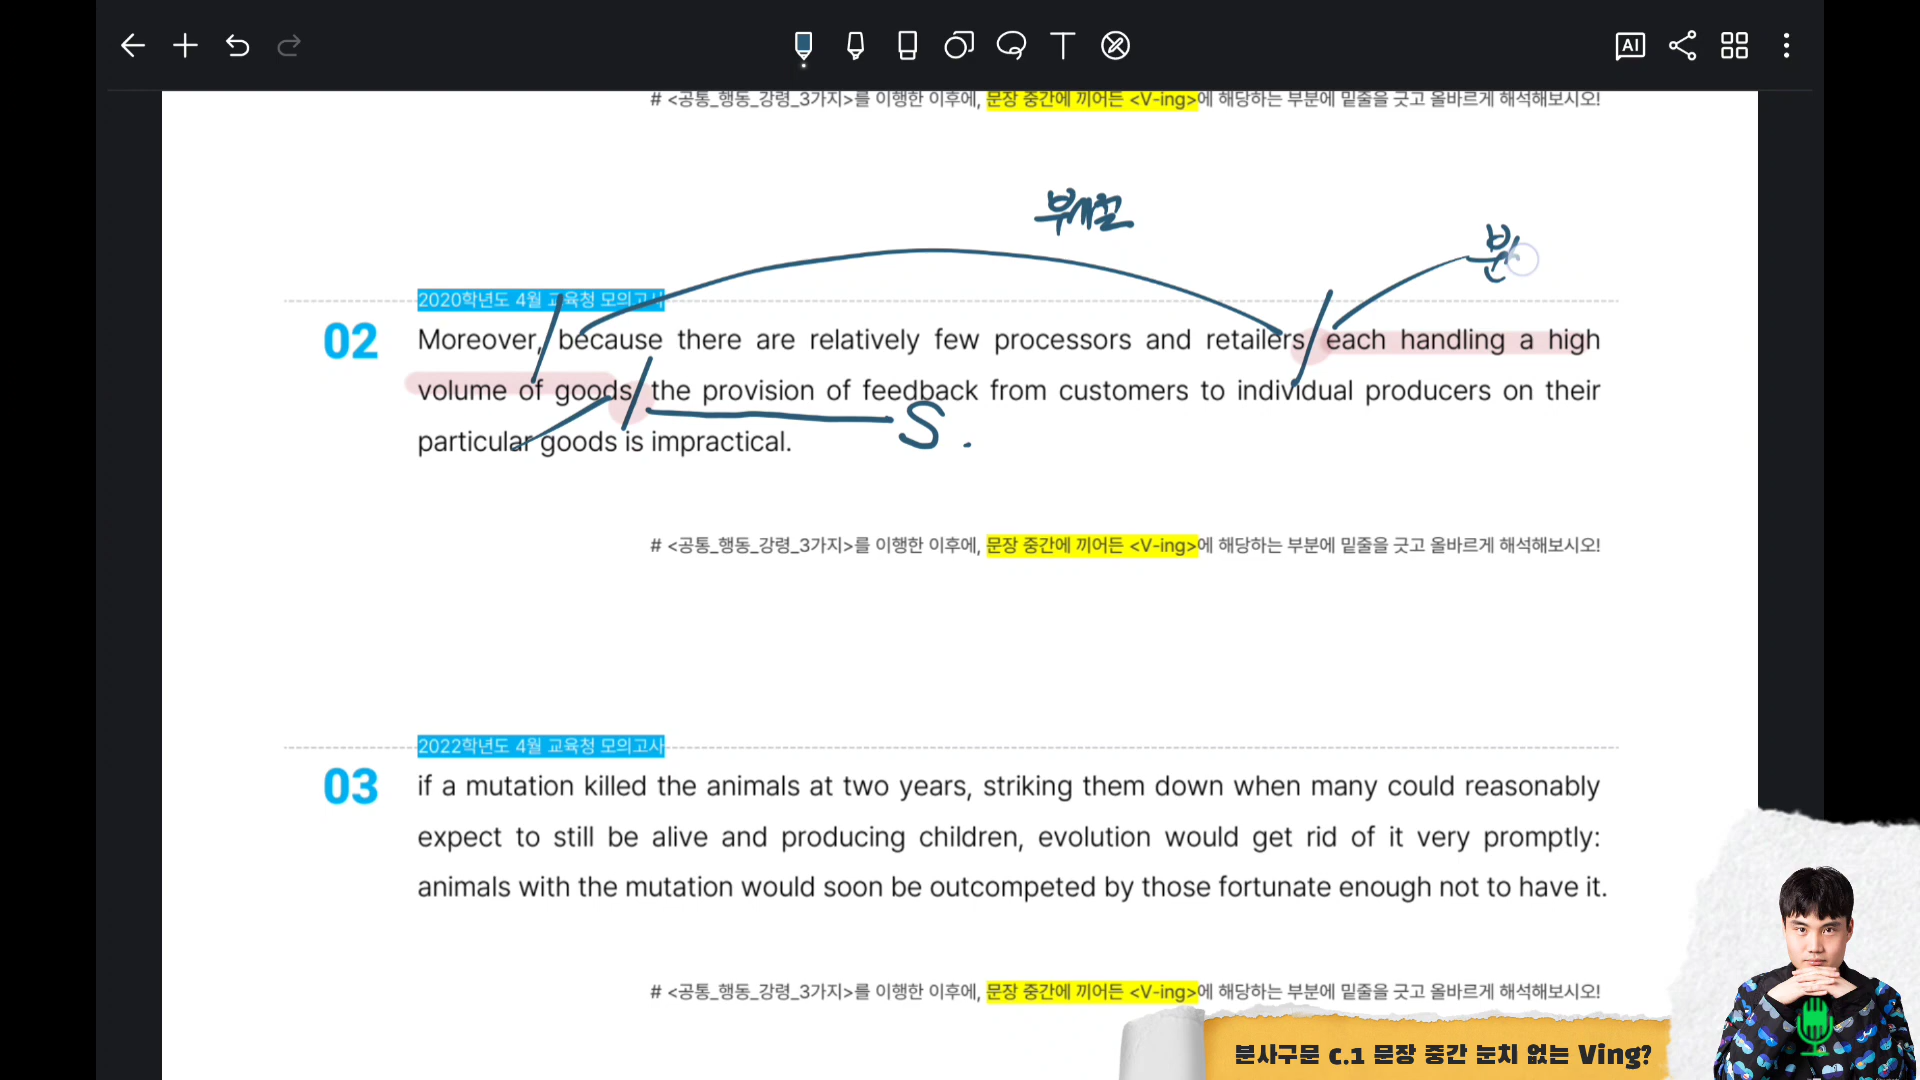 AI
# <공통_행동_강령_3가지>를 이행한 이후에, 문장 중간에 끼어든 <V-ing>에 해당하는 부분에 밑줄을 긋고 올바르게 해석해보시오!
분
2020학년도 4월 교육청 모의고사
02
Moreover, because there are relatively few processors and retailers, each handling a high
volume of goods, the provision of feedback from customers to individual producers on their
particular goods is impractical.
S.
# <공통_행동_강령_3가지>를 이행한 이후에, 문장 중간에 끼어든 <V-ing>에 해당하는 부분에 밑줄을 긋고 올바르게 해석해보시오!
2022학년도 4월 교육청 모의고사
03
if a mutation killed the animals at two years, striking them down when many could reasonably
expect to still be alive and producing children, evolution would get rid of it very promptly:
animals with the mutation would soon be outcompeted by those fortunate enough not to have it.
# <공통_행동_강령_3가지>를 이행한 이후에, 문장 중간에 끼어든 <V-ing>에 해당하는 부분에 밑줄을 긋고 올바르게 해석해보시오!
분사구문 c.1 문장 중간 눈치 없는 Ving?